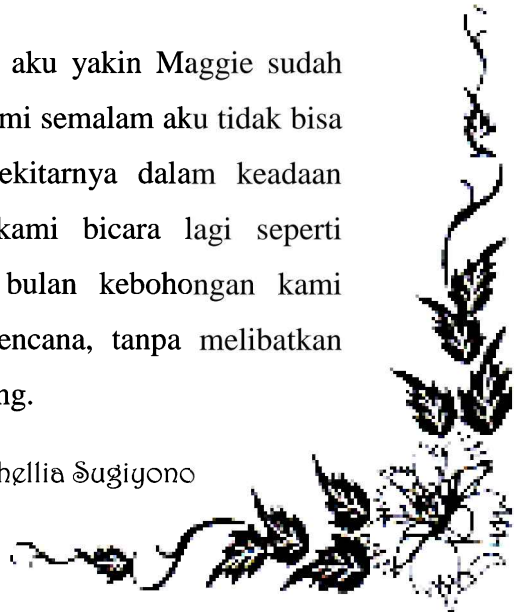 aku yakin Maggie sudah
mi semalam aku tidak bisa
ekitarnya dalam keadaan
kami bicara lagi seperti
bulan kebohongan kami
encana, tanpa melibatkan
ng.
hellia Sugiyono